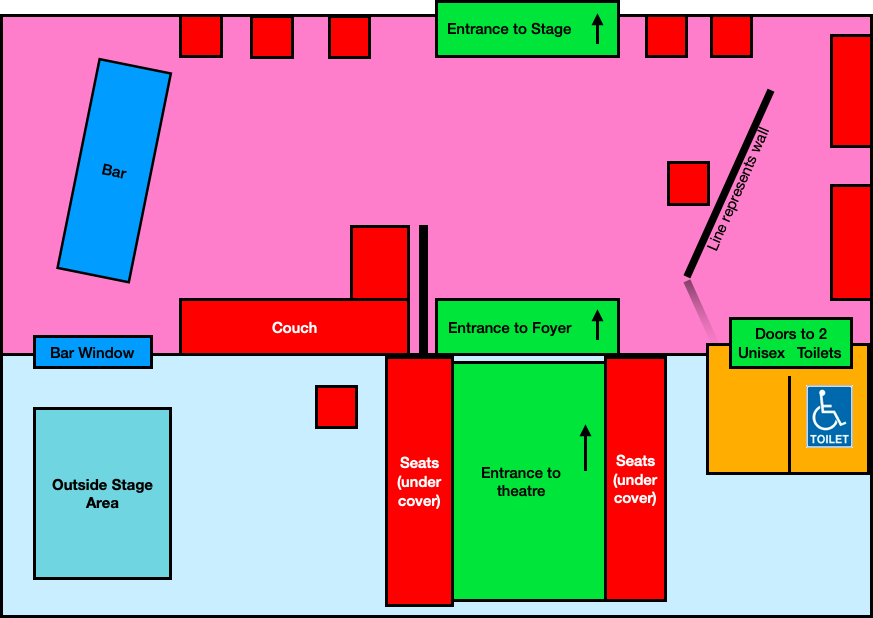 Entrance to Stage
Bar
Line represents wall
Couch
Entrance to Foyer
Doors to 2
Unisex Toilets
Bar Window
TOILET
Seats
(under
cover)
Entrance to
theatre
Seats
(under
cover)
Outside Stage
Area